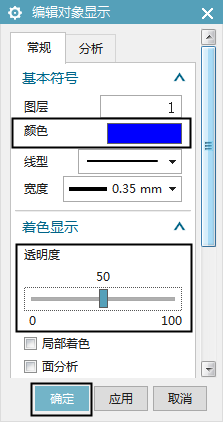 编辑对象显示
常规 分析
基本符号
图层 1
颜色
线型
宽度 0.35 mm
着色显示
透明度
50
0 100
局部着色
面分析
确定 应用 取消